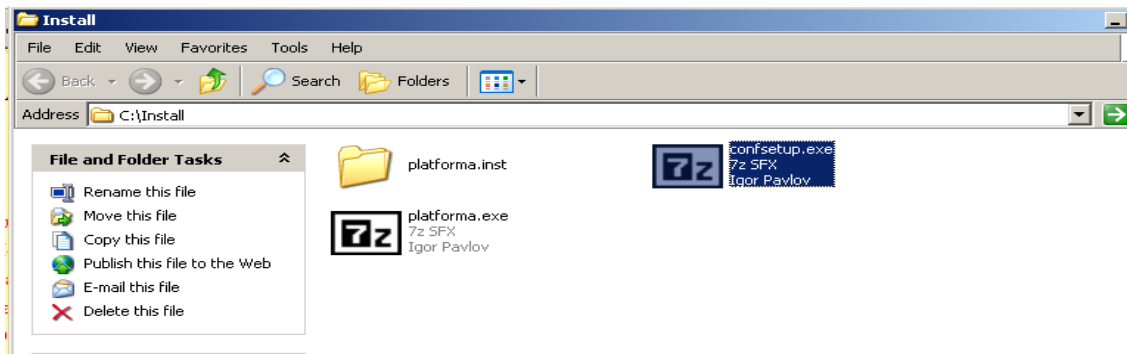 Install
File Edit View Favorites Tools Help
Back Search Folders
Address C:\Install
File and Folder Tasks
Rename this file
Move this file
Copy this file
Publish this file to the Web
E-mail this file
Delete this file
platforma.inst
confsetup.exe
7z SFX
Igor Pavlov
platforma.exe
7z SFX
Igor Pavlov